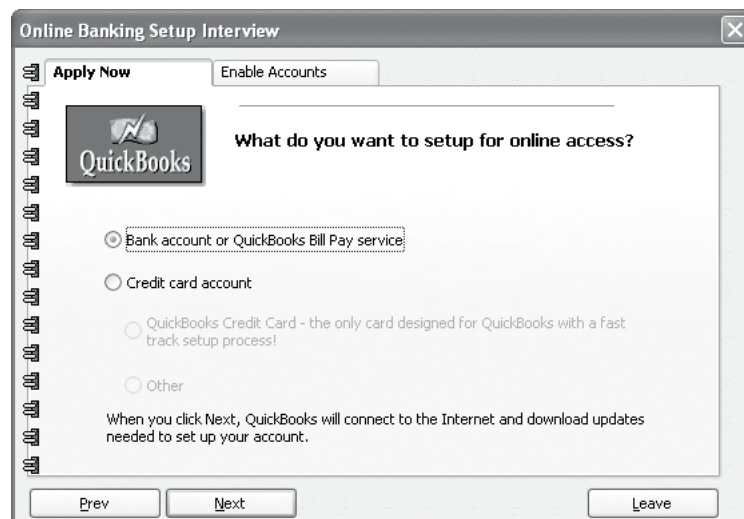 Online Banking Setup Interview
Apply Now
Enable Accounts
QuickBooks
What do you want to setup for online access?
Bank account or QuickBooks Bill Pay service
Credit card account
QuickBooks Credit Card - the only card designed for QuickBooks with a fast
track setup process!
Other
When you click Next, QuickBooks will connect to the Internet and download updates
needed to set up your account.
Prev
Next
Leave